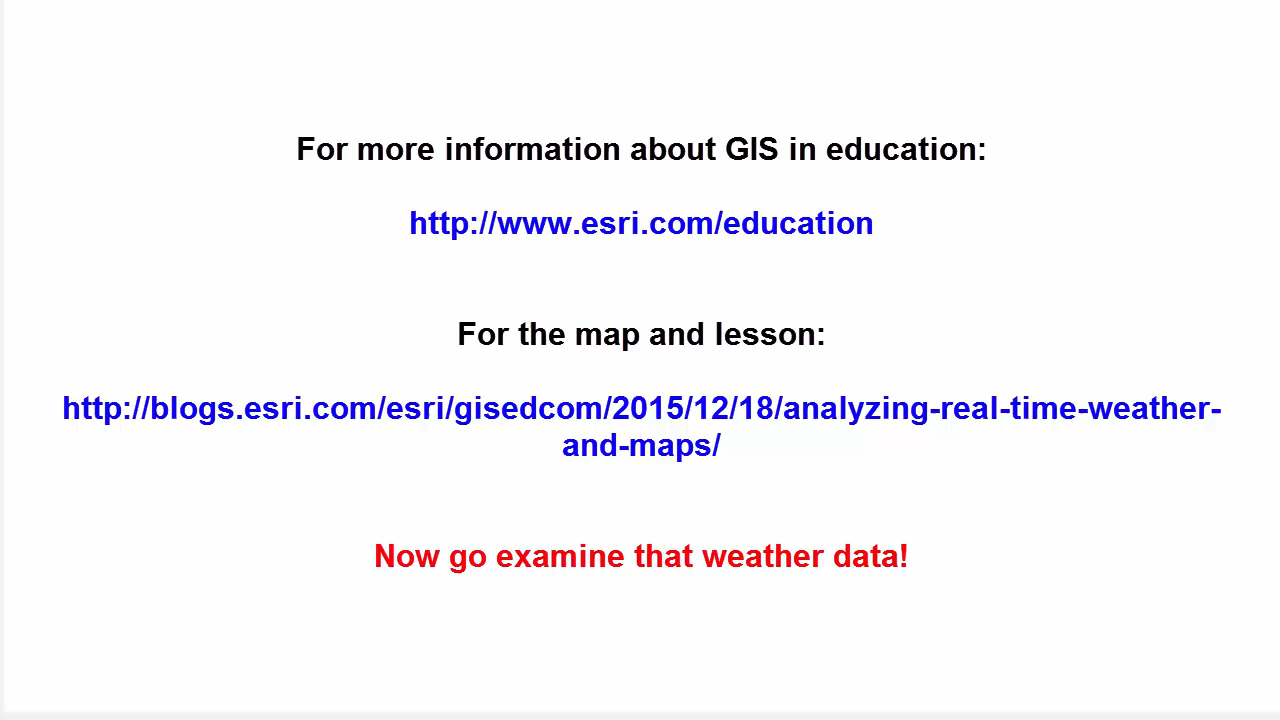 For more information about GIS in education:
http://www.esri.com/education
For the map and lesson:
http://blogs.esri.com/esri/gisedcom/2015/12/18/analyzing-real-time-weather-
and-maps/
Now go examine that weather data!